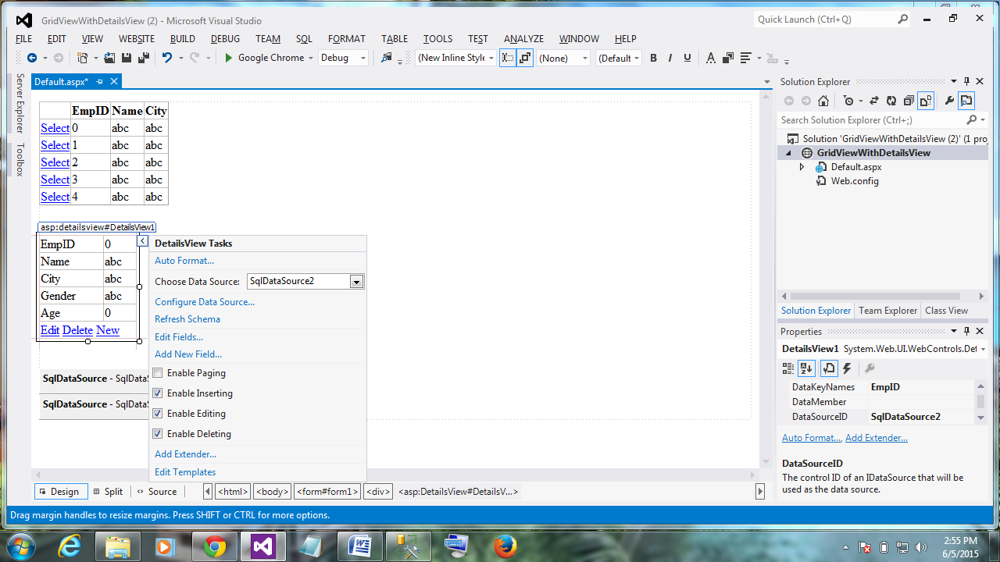 GridViewWithDetailsView (2) - Microsoft Visual Studio
Quick Launch (Ctrl+Q)
FILE EDIT VIEW WEBSITE BUILD DEBUG TEAM SQL FORMAT TABLE TOOLS TEST ANALYZE WINDOW HELP
Google Chrome Debug (New Inline Style (None) (Default B I U A
Server Explorer
Toolbox
Default.aspx*
EmpID Name City
Select 0 abc abc
Select 1 abc abc
Select 2 abc abc
Select 3 abc abc
Select 4 abc abc
asp:detailsview#DetailsView1
EmpID 0
Name abc
City abc
Gender abc
Age 0
Edit Delete New
SqlDataSource - SqlDataS
SqlDataSource - SqlDataS
DetailsView Tasks
Auto Format...
Choose Data Source: SqlDataSource2
Configure Data Source...
Refresh Schema
Edit Fields...
Add New Field...
Enable Paging
Enable Inserting
Enable Editing
Enable Deleting
Add Extender...
Edit Templates
Design Split Source <html> <body> <form#form1> <div> <asp:DetailsView#DetailsV...>
Solution Explorer
Search Solution Explorer (Ctrl+;)
Solution 'GridViewWithDetailsView (2)' (1 proj
GridViewWithDetailsView
Default.aspx
Web.config
Solution Explorer Team Explorer Class View
Properties
DetailsView1 System.Web.UI.WebControls.Det
DataKeyNames EmpID
DataMember
DataSourceID SqlDataSource2
Auto Format..., Add Extender...
DataSourceID
The control ID of an IDataSource that will be
used as the data source.
Drag margin handles to resize margins. Press SHIFT or CTRL for more options.
2:55 PM
6/5/2015